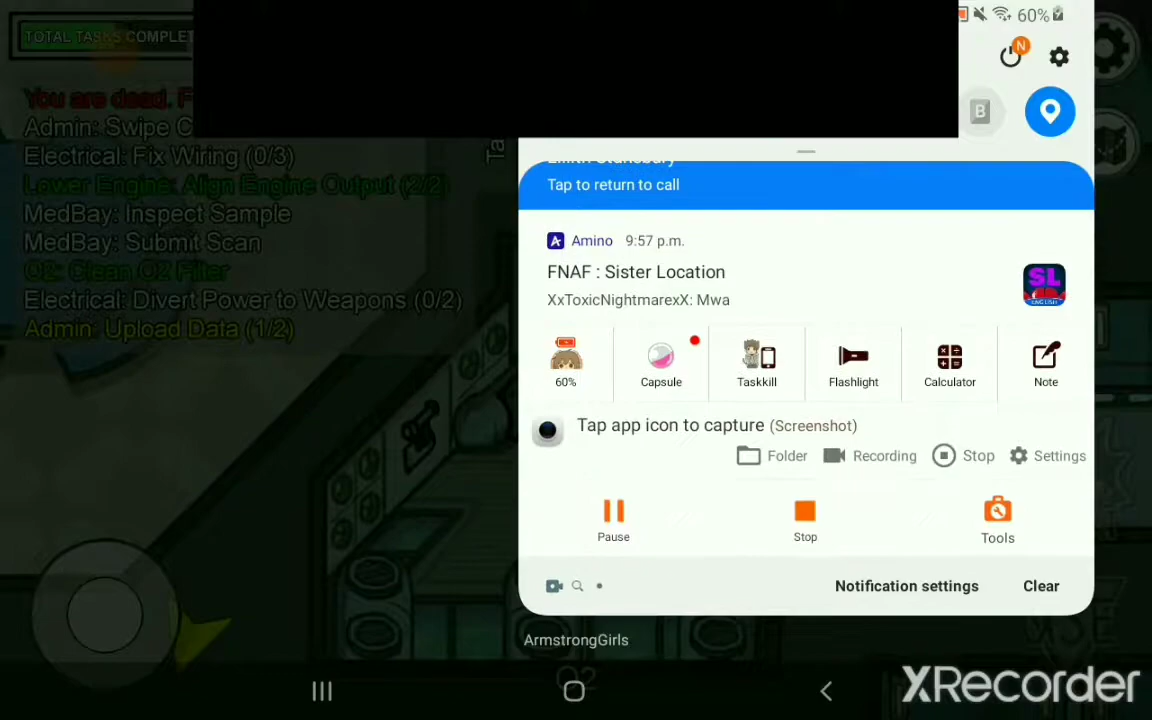 TOTAL TASKS COMPLET
60%
N
You are dead. F
B
Admin: Swipe C
Ta
Electrical: Fix Wiring (0/3)
Tap to return to call
Lower Engine: Align Engine Output (2/2)
MedBay: Inspect Sample
MedBay: Submit Scan
O2: Clean O2 Filter
Electrical: Divert Power to Weapons (0/2)
Admin: Upload Data (1/2)
Amino 9:57 p.m.
FNAF : Sister Location
XxToxicNightmarexX: Mwa
SL
60% Capsule Taskkill Flashlight Calculator Note
Tap app icon to capture (Screenshot)
Folder Recording Stop Settings
Pause Stop Tools
Notification settings Clear
USE
ArmstrongGirls
O2
XRecorder